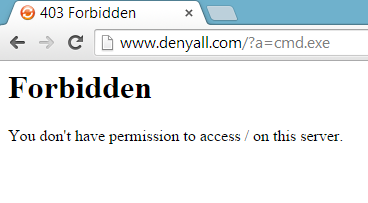 403 Forbidden
www.denyall.com/?a=cmd.exe
Forbidden
You don't have permission to access / on this server.